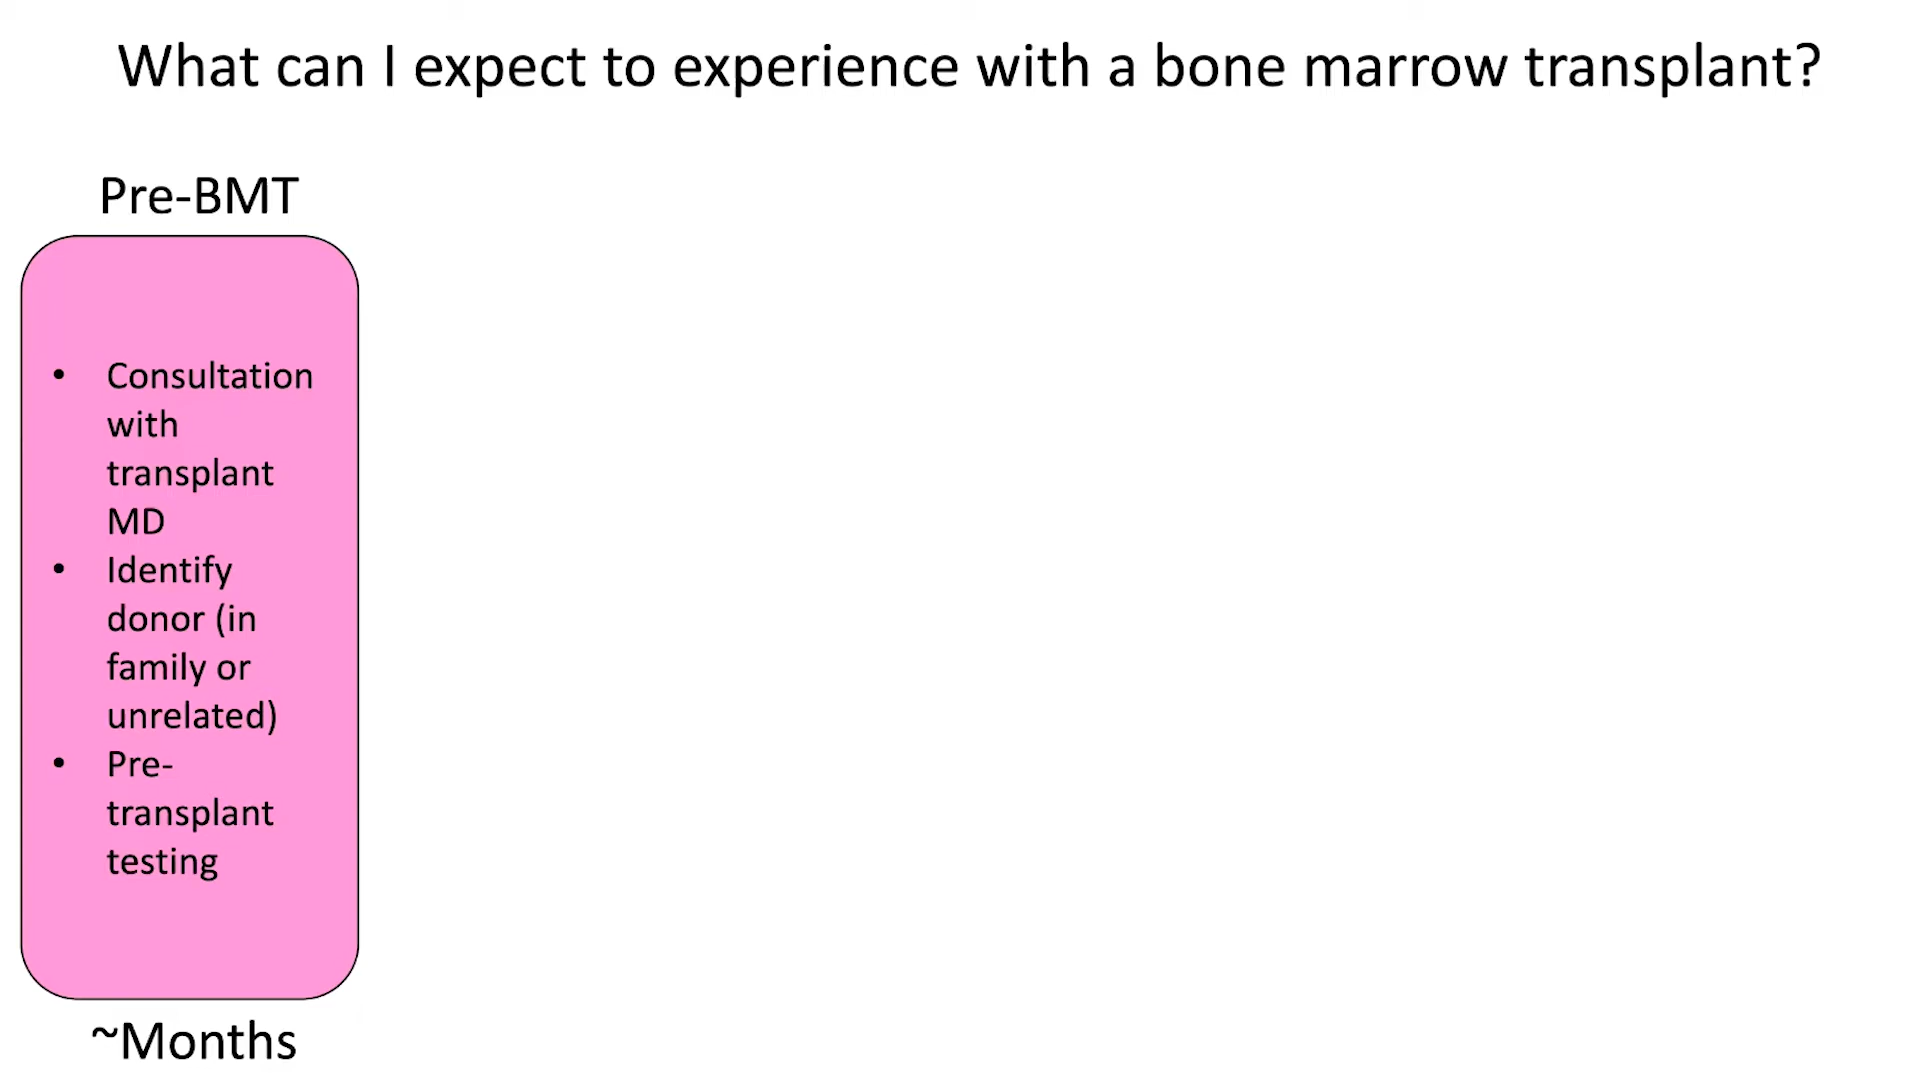 What can I expect to experience with a bone marrow transplant?
Pre-BMT
• Consultation
with
transplant
MD
• Identify
donor (in
family or
unrelated)
• Pre-
transplant
testing
~Months